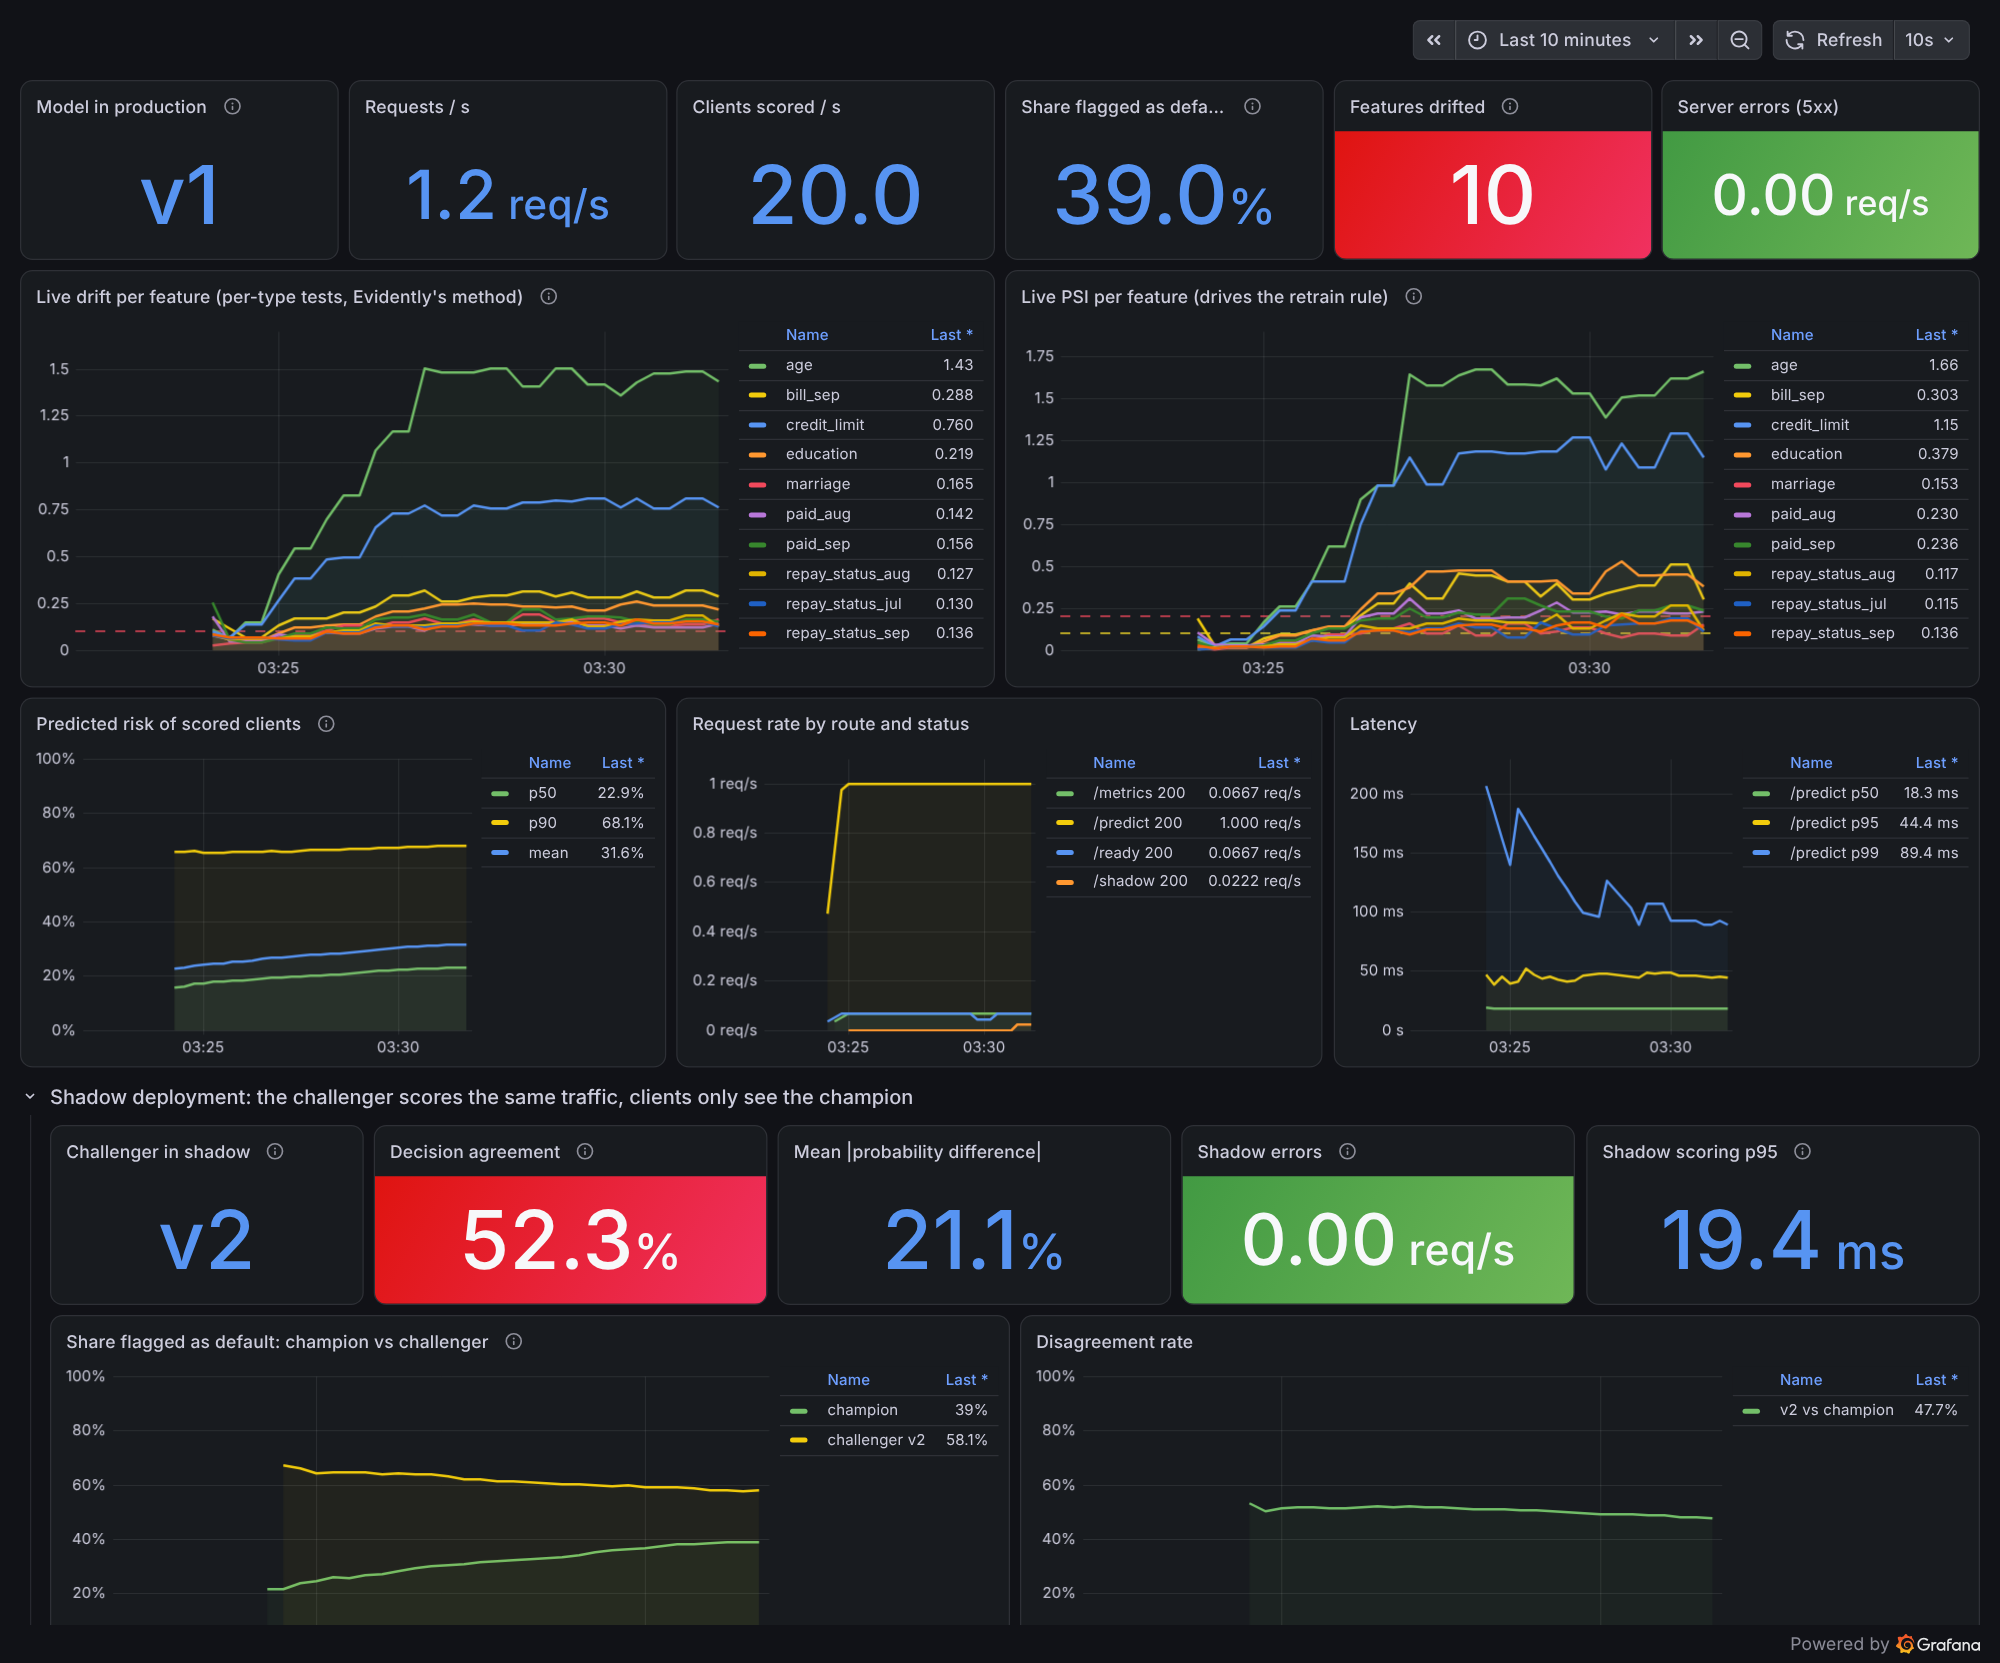 Last 10 minutes
Refresh
10s
Model in production
v1
Requests / s
1.2 req/s
Clients scored / s
20.0
Share flagged as defa...
39.0%
Features drifted
10
Server errors (5xx)
0.00 req/s
Live drift per feature (per-type tests, Evidently's method)
1.5
1.25
1
0.75
0.5
0.25
0
03:25 03:30
Name Last *
age 1.43
bill_sep 0.288
credit_limit 0.760
education 0.219
marriage 0.165
paid_aug 0.142
paid_sep 0.156
repay_status_aug 0.127
repay_status_jul 0.130
repay_status_sep 0.136
Live PSI per feature (drives the retrain rule)
1.75
1.5
1.25
1
0.75
0.5
0.25
0
03:25 03:30
Name Last *
age 1.66
bill_sep 0.303
credit_limit 1.15
education 0.379
marriage 0.153
paid_aug 0.230
paid_sep 0.236
repay_status_aug 0.117
repay_status_jul 0.115
repay_status_sep 0.136
Predicted risk of scored clients
100%
80%
60%
40%
20%
0%
03:25 03:30
Name Last *
p50 22.9%
p90 68.1%
mean 31.6%
Request rate by route and status
1 req/s
0.8 req/s
0.6 req/s
0.4 req/s
0.2 req/s
0 req/s
03:25 03:30
Name Last *
/metrics 200 0.0667 req/s
/predict 200 1.000 req/s
/ready 200 0.0667 req/s
/shadow 200 0.0222 req/s
Latency
200 ms
150 ms
100 ms
50 ms
0 s
03:25 03:30
Name Last *
/predict p50 18.3 ms
/predict p95 44.4 ms
/predict p99 89.4 ms
Shadow deployment: the challenger scores the same traffic, clients only see the champion
Challenger in shadow
v2
Decision agreement
52.3%
Mean |probability difference|
21.1%
Shadow errors
0.00 req/s
Shadow scoring p95
19.4 ms
Share flagged as default: champion vs challenger
100%
80%
60%
40%
20%
Name Last *
champion 39%
challenger v2 58.1%
Disagreement rate
100%
80%
60%
40%
20%
Name Last *
v2 vs champion 47.7%
Powered by Grafana